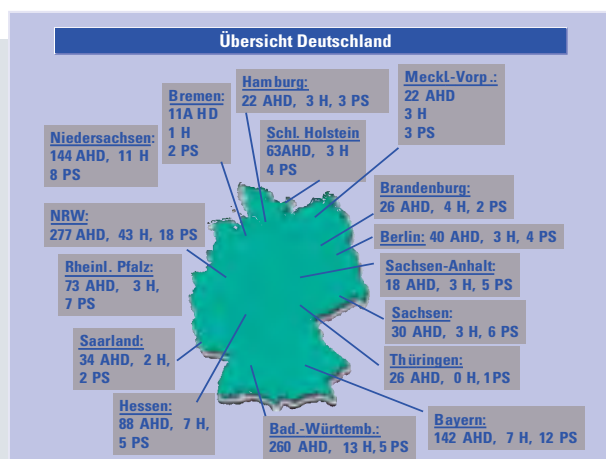 Übersicht Deutschland
Hamburg:
22 AHD, 3 H, 3 PS
Meckl.-Vorp.:
22 AHD
3 H
3 PS
Bremen:
11A HD
1 H
2 PS
Schl. Holstein
63AHD, 3 H
4 PS
Niedersachsen:
144 AHD, 11 H
8 PS
Brandenburg:
26 AHD, 4 H, 2 PS
NRW:
277 AHD, 43 H, 18 PS
Berlin: 40 AHD, 3 H, 4 PS
Rheinl. Pfalz:
73 AHD, 3 H,
7 PS
Sachsen-Anhalt:
18 AHD, 3 H, 5 PS
Sachsen:
30 AHD, 3 H, 6 PS
Saarland:
34 AHD, 2 H,
2 PS
Thüringen:
26 AHD, 0 H, 1PS
Hessen:
88 AHD, 7 H,
5 PS
Bad.-Württemb.:
260 AHD, 13 H, 5 PS
Bayern:
142 AHD, 7 H, 12 PS